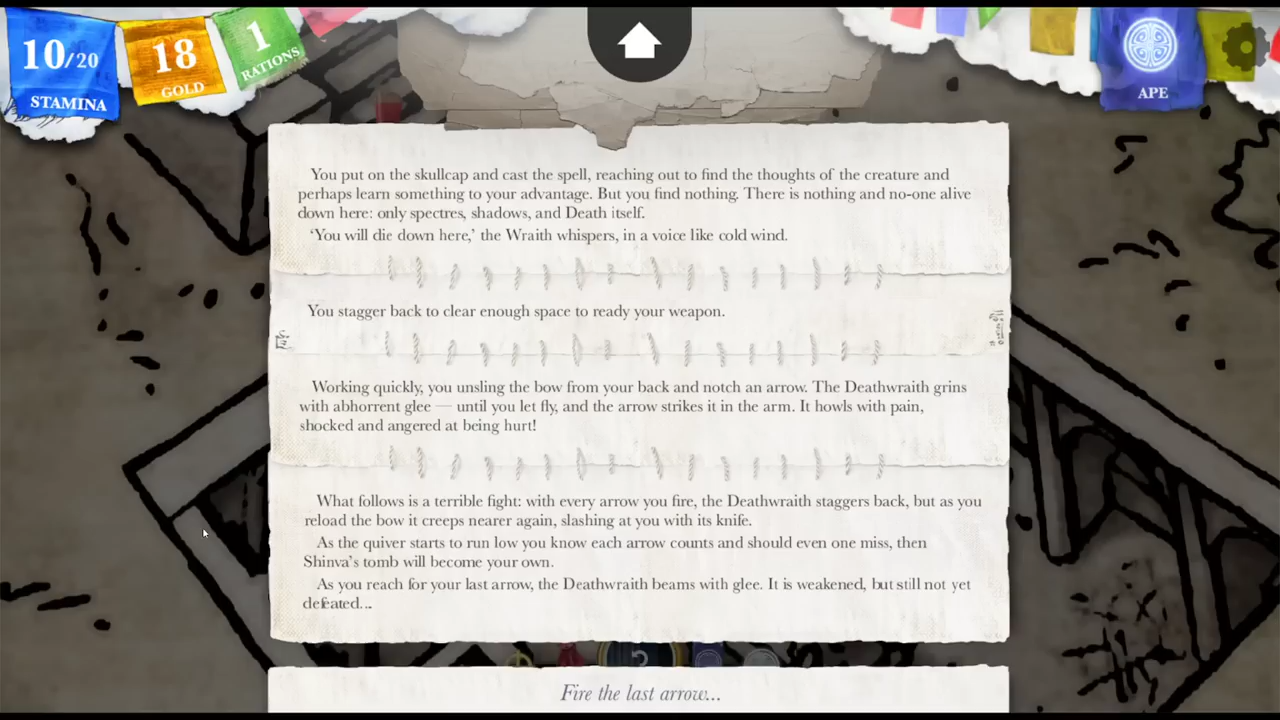 10/20
STAMINA
18
GOLD
1
RATIONS
APE
You put on the skullcap and cast the spell, reaching out to find the thoughts of the creature and
perhaps learn something to your advantage. But you find nothing. There is nothing and no-one alive
down here: only spectres, shadows, and Death itself.
‘You will die down here,’ the Wraith whispers, in a voice like cold wind.
You stagger back to clear enough space to ready your weapon.
Working quickly, you unsling the bow from your back and notch an arrow. The Deathwraith grins
with abhorrent glee — until you let fly, and the arrow strikes it in the arm. It howls with pain,
shocked and angered at being hurt!
What follows is a terrible fight: with every arrow you fire, the Deathwraith staggers back, but as you
reload the bow it creeps nearer again, slashing at you with its knife.
As the quiver starts to run low you know each arrow counts and should even one miss, then
Shinva’s tomb will become your own.
As you reach for your last arrow, the Deathwraith beams with glee. It is weakened, but still not yet
defeated...
Fire the last arrow...